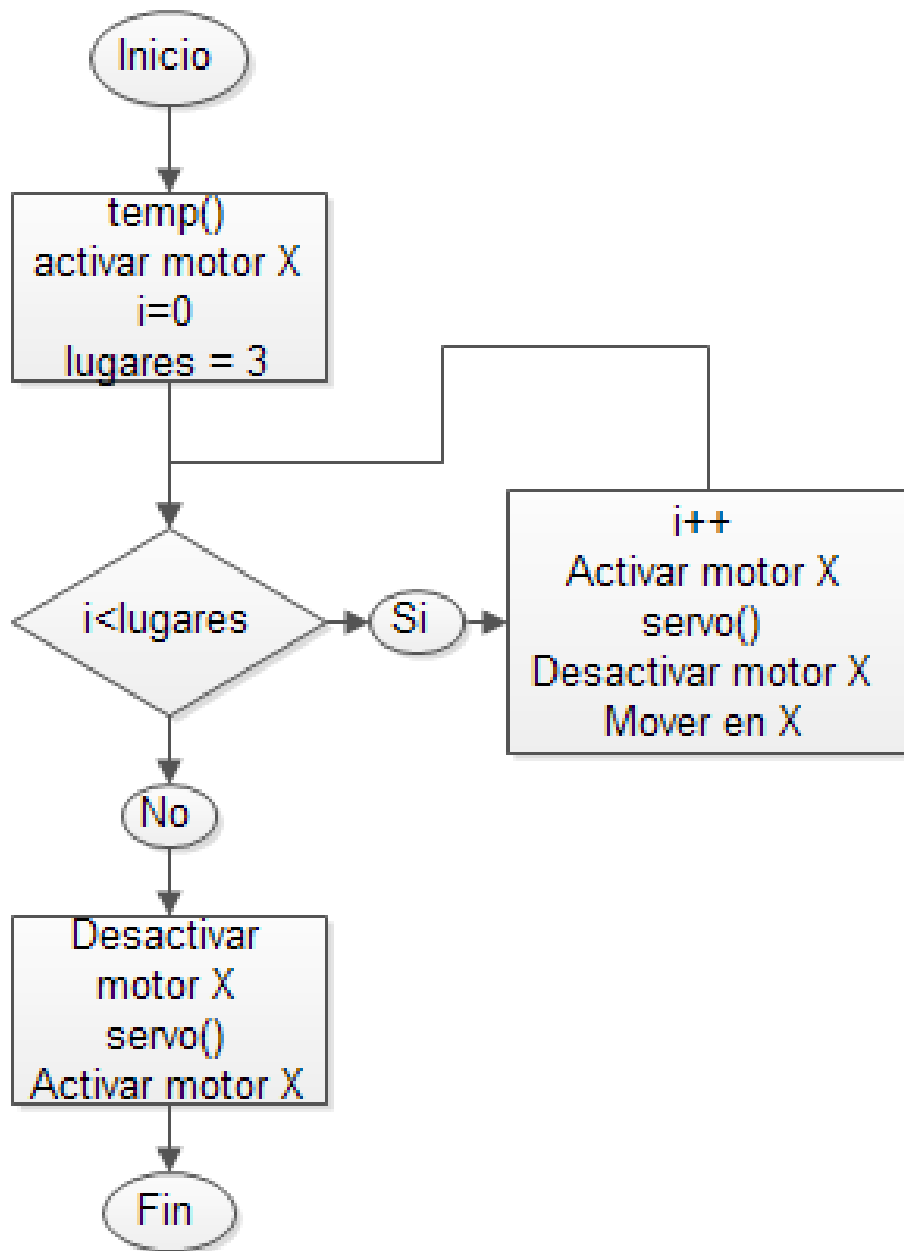 Inicio
temp()
activar motor X
i=0
lugares = 3
i<lugares
Si
i++
Activar motor X
servo()
Desactivar motor X
Mover en X
No
Desactivar
motor X
servo()
Activar motor X
Fin